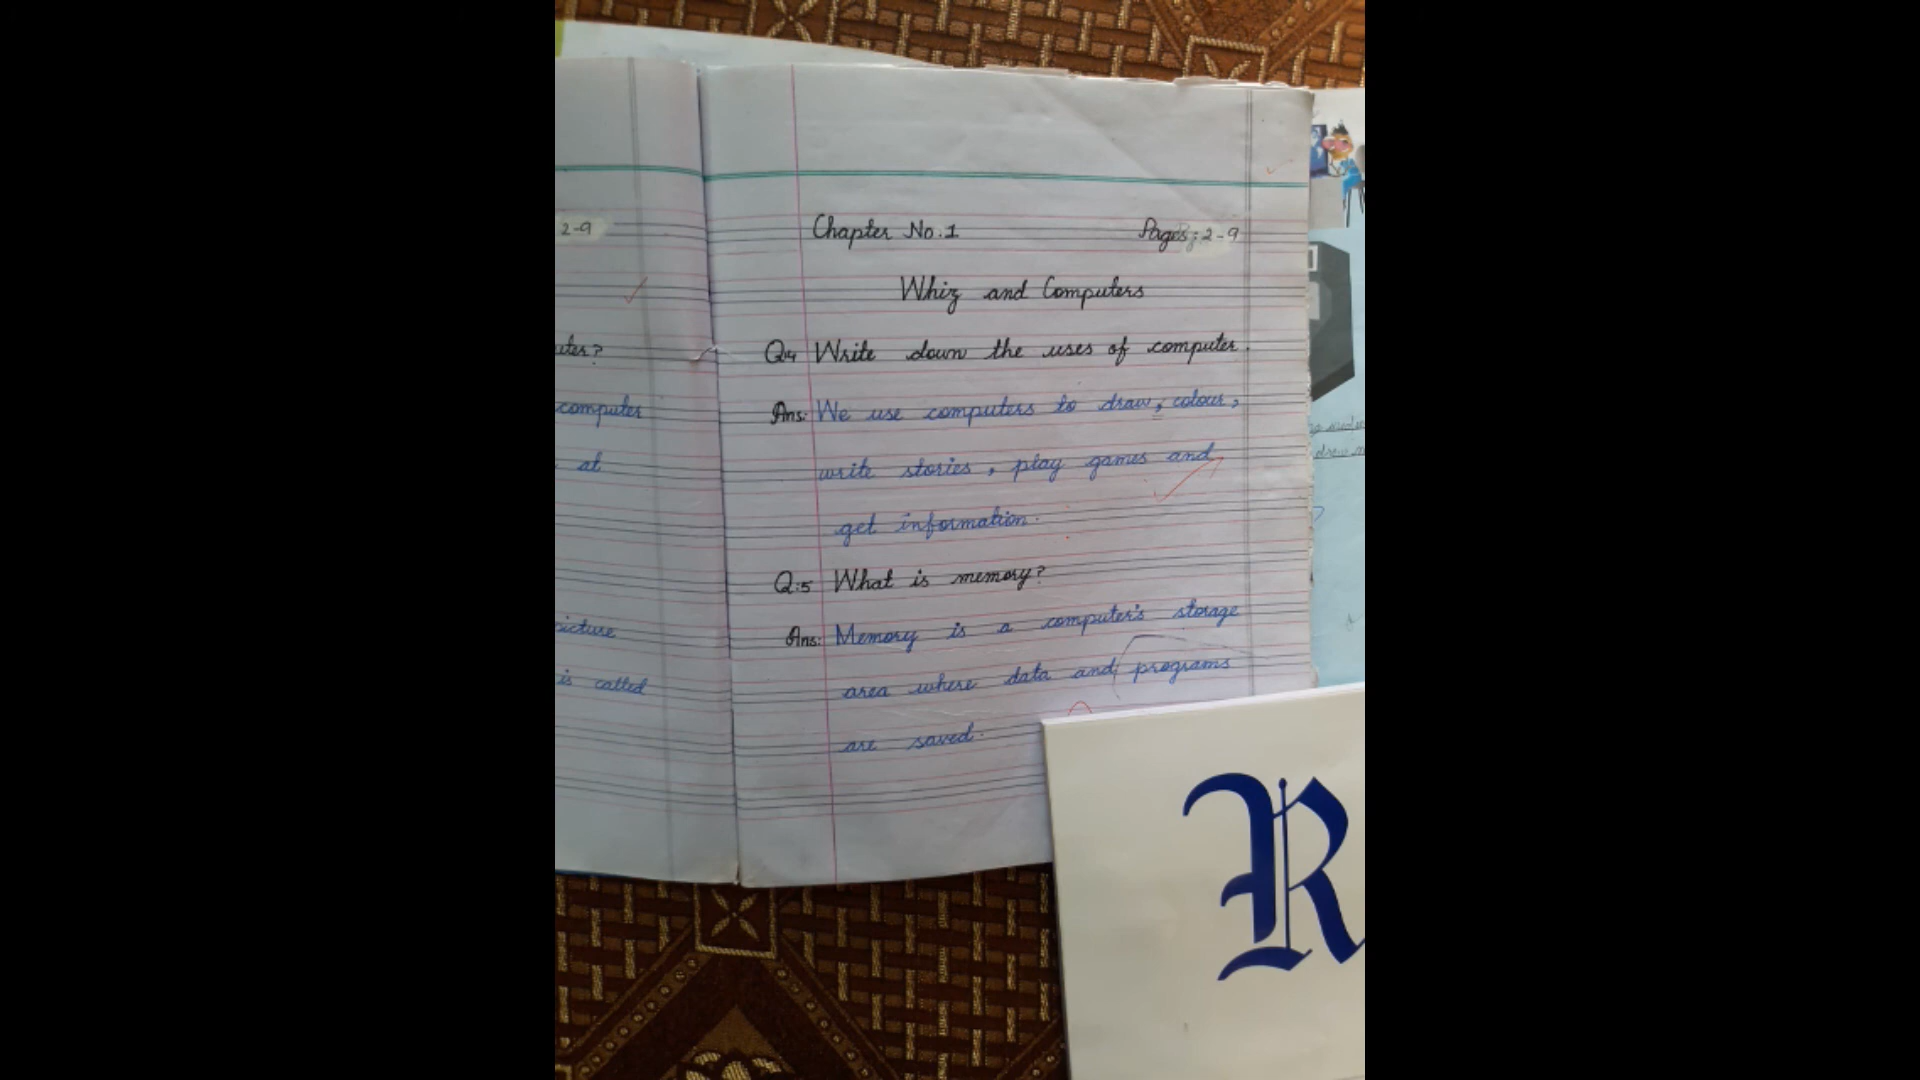 2-9
uter?
computer
at
picture
is called
Chapter No.1 Pages: 2-9
Whiz and Computers
Q:4 Write down the uses of computer.
Ans: We use computers to draw, colour,
write stories, play games and
get information.
Q:5 What is memory?
Ans: Memory is a computer's storage
area where data and programs
are saved.
R